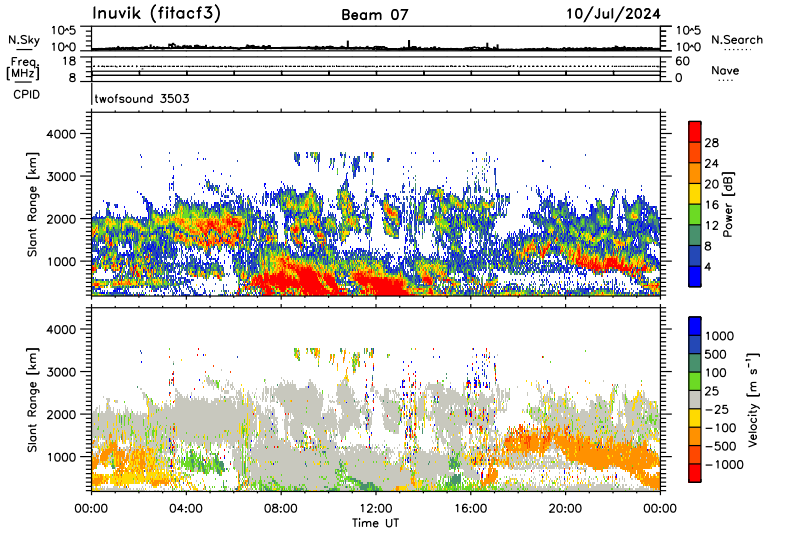 Inuvik (fitacf3) Beam 07 10/Jul/2024
10^5 10^5
N.Sky N.Search
10^0 10^0
18 60
Freq. [MHz] Nave
8 0
CPID
twofsound 3503
4000
3000
2000
1000
Slant Range [km]
28
24
20
16
12
8
4
Power [dB]
4000
3000
2000
1000
Slant Range [km]
1000
500
100
25
−25
−100
−500
−1000
Velocity [m s⁻¹]
00:00 04:00 08:00 12:00 16:00 20:00 00:00
Time UT